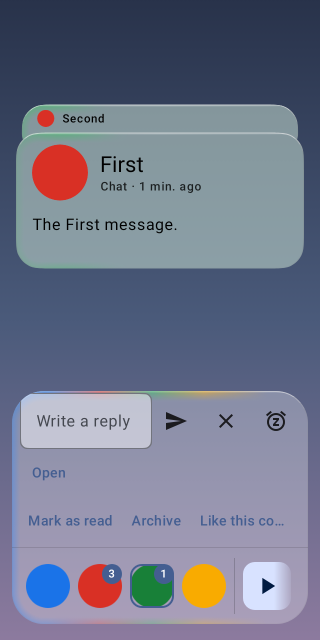 Second
First
Chat · 1 min. ago
The First message.
Write a reply
Open
Mark as read Archive Like this co…
3 1